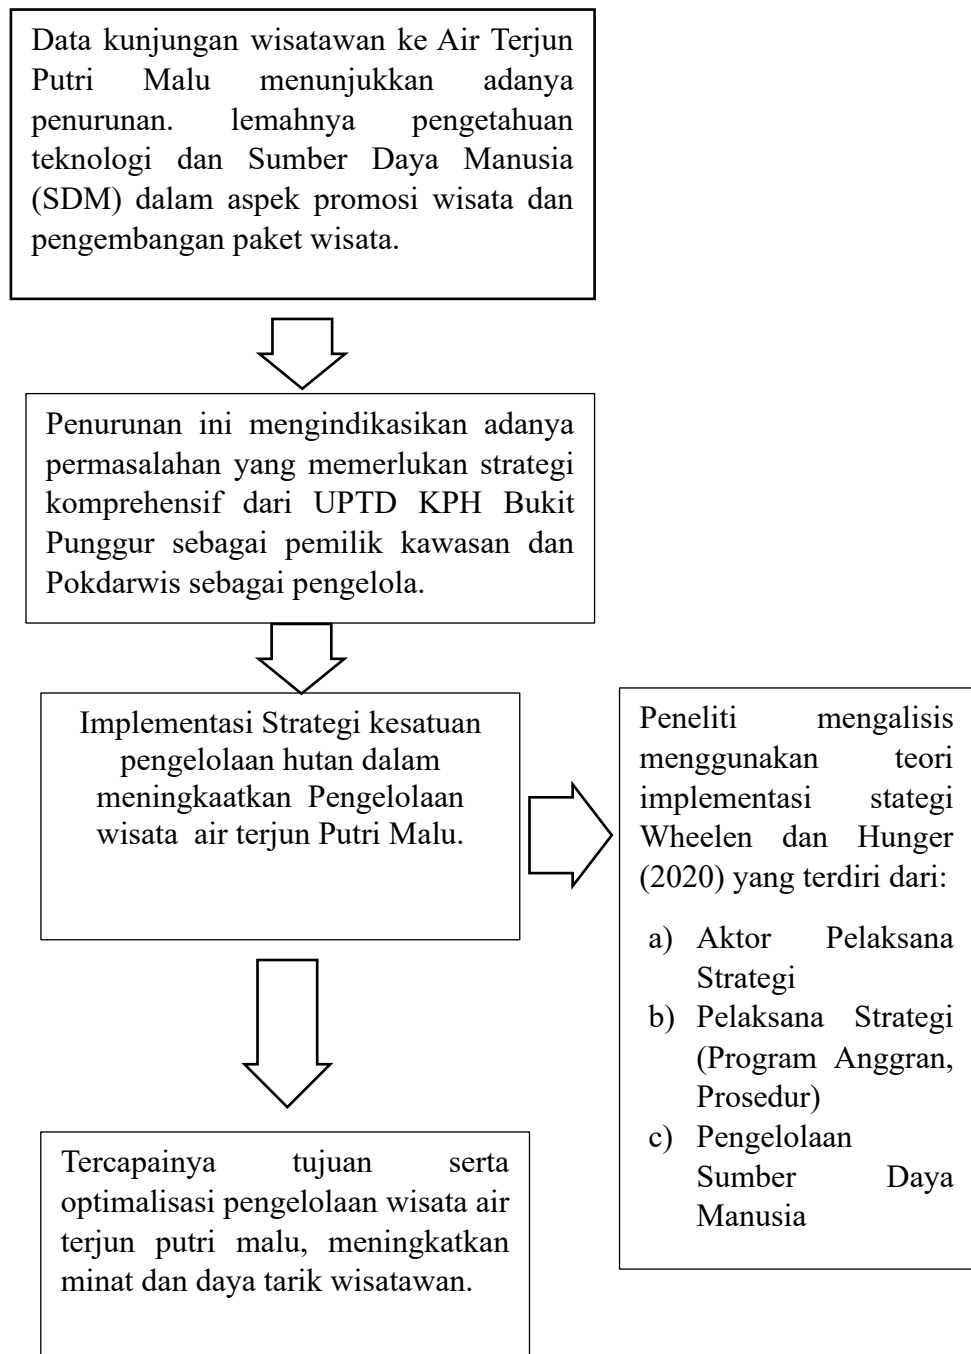 Data kunjungan wisatawan ke Air Terjun
Putri Malu menunjukkan adanya
penurunan. lemahnya pengetahuan
teknologi dan Sumber Daya Manusia
(SDM) dalam aspek promosi wisata dan
pengembangan paket wisata.
Penurunan ini mengindikasikan adanya
permasalahan yang memerlukan strategi
komprehensif dari UPTD KPH Bukit
Punggur sebagai pemilik kawasan dan
Pokdarwis sebagai pengelola.
Implementasi Strategi kesatuan
pengelolaan hutan dalam
meningkaatkan Pengelolaan
wisata air terjun Putri Malu.
Peneliti mengalisis
menggunakan teori
implementasi stategi
Wheelen dan Hunger
(2020) yang terdiri dari:
a) Aktor Pelaksana
Strategi
b) Pelaksana Strategi
(Program Anggran,
Prosedur)
c) Pengelolaan
Sumber Daya
Manusia
Tercapainya tujuan serta
optimalisasi pengelolaan wisata air
terjun putri malu, meningkatkan
minat dan daya tarik wisatawan.